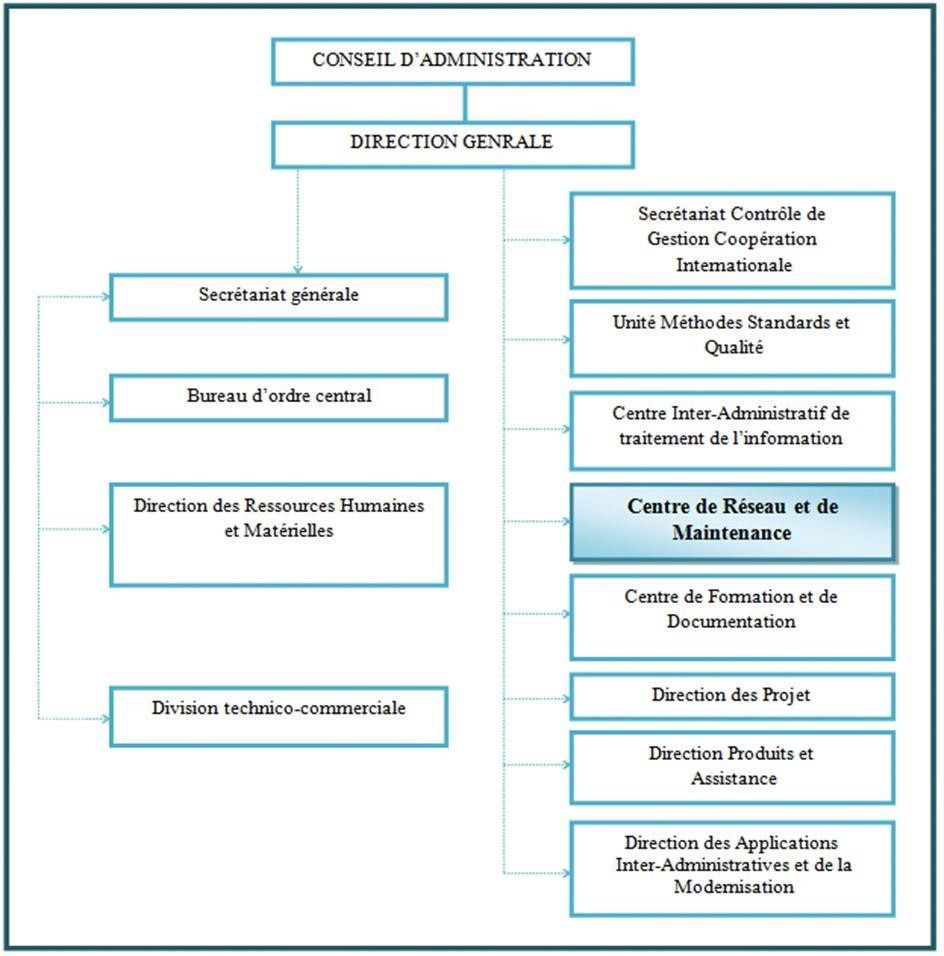 CONSEIL D’ADMINISTRATION
DIRECTION GENRALE
Secrétariat générale
Bureau d’ordre central
Direction des Ressources Humaines
et Matérielles
Division technico-commerciale
Secrétariat Contrôle de
Gestion Coopération
Internationale
Unité Méthodes Standards et
Qualité
Centre Inter-Administratif de
traitement de l’information
Centre de Réseau et de
Maintenance
Centre de Formation et de
Documentation
Direction des Projet
Direction Produits et
Assistance
Direction des Applications
Inter-Administratives et de la
Modernisation